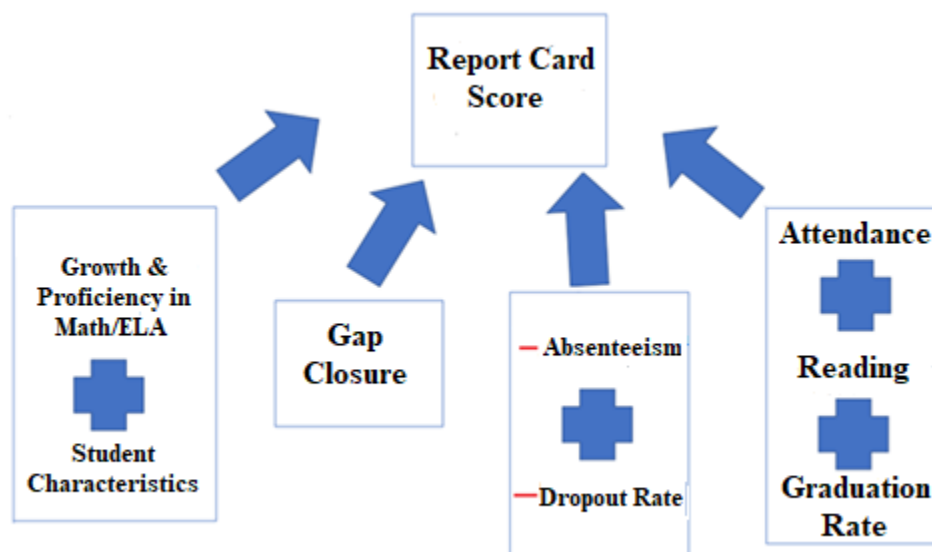 Report Card
Score
Growth &
Proficiency in
Math/ELA
Student
Characteristics
Gap
Closure
– Absenteeism
– Dropout Rate
Attendance
Reading
Graduation
Rate